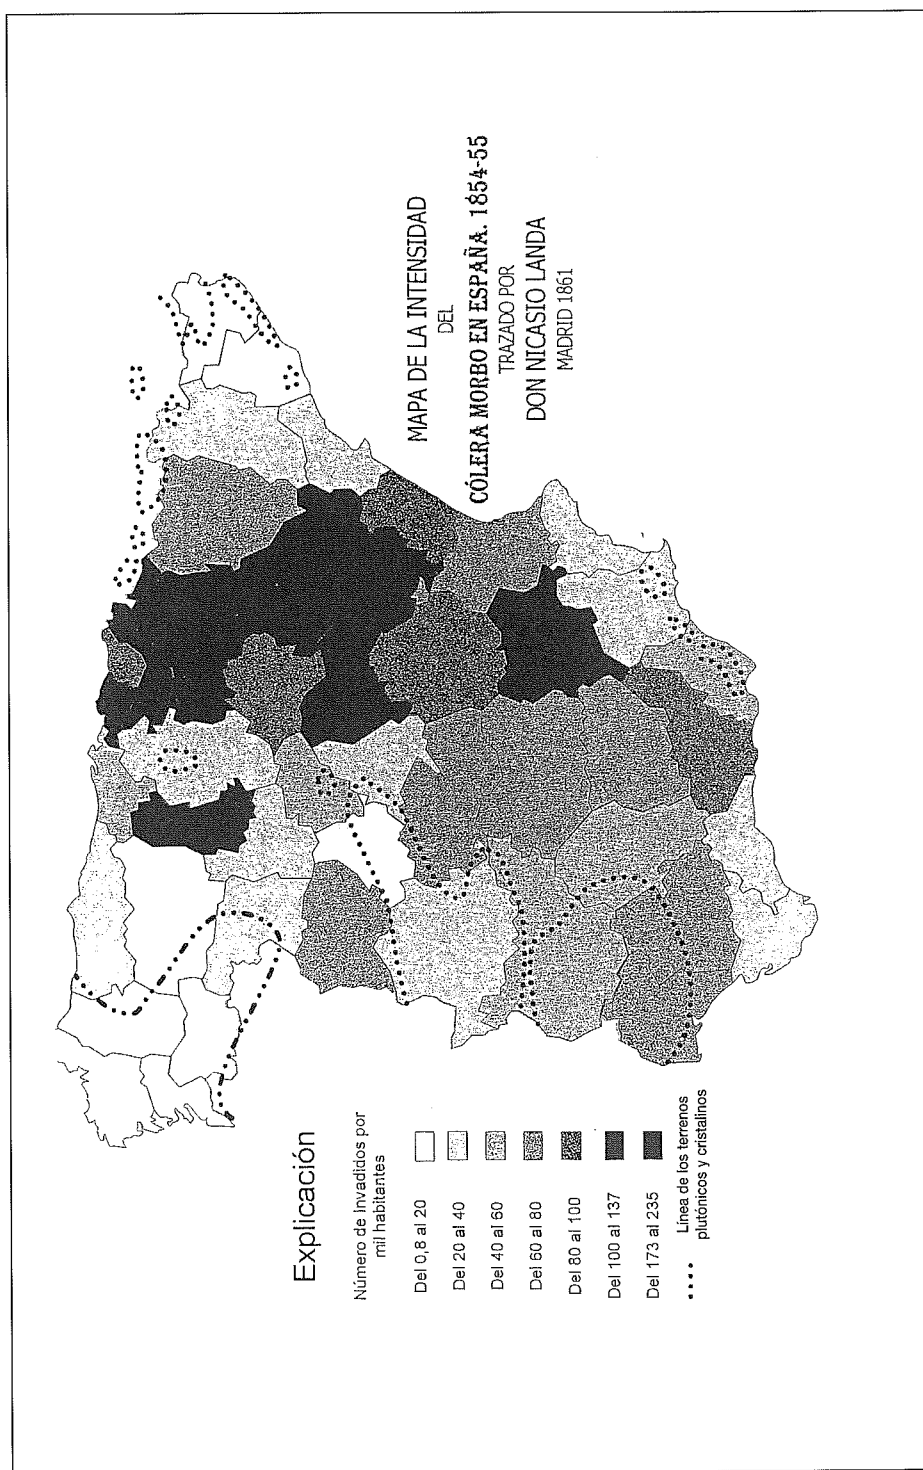 MAPA DE LA INTENSIDAD
DEL
CÓLERA MORBO EN ESPAÑA. 1854-55
TRAZADO POR
DON NICASIO LANDA
MADRID 1861
Explicación
Número de invadidos por
mil habitantes
Del 0,8 al 20
Del 20 al 40
Del 40 al 60
Del 60 al 80
Del 80 al 100
Del 100 al 137
Del 173 al 235
Línea de los terrenos
plutónicos y cristalinos